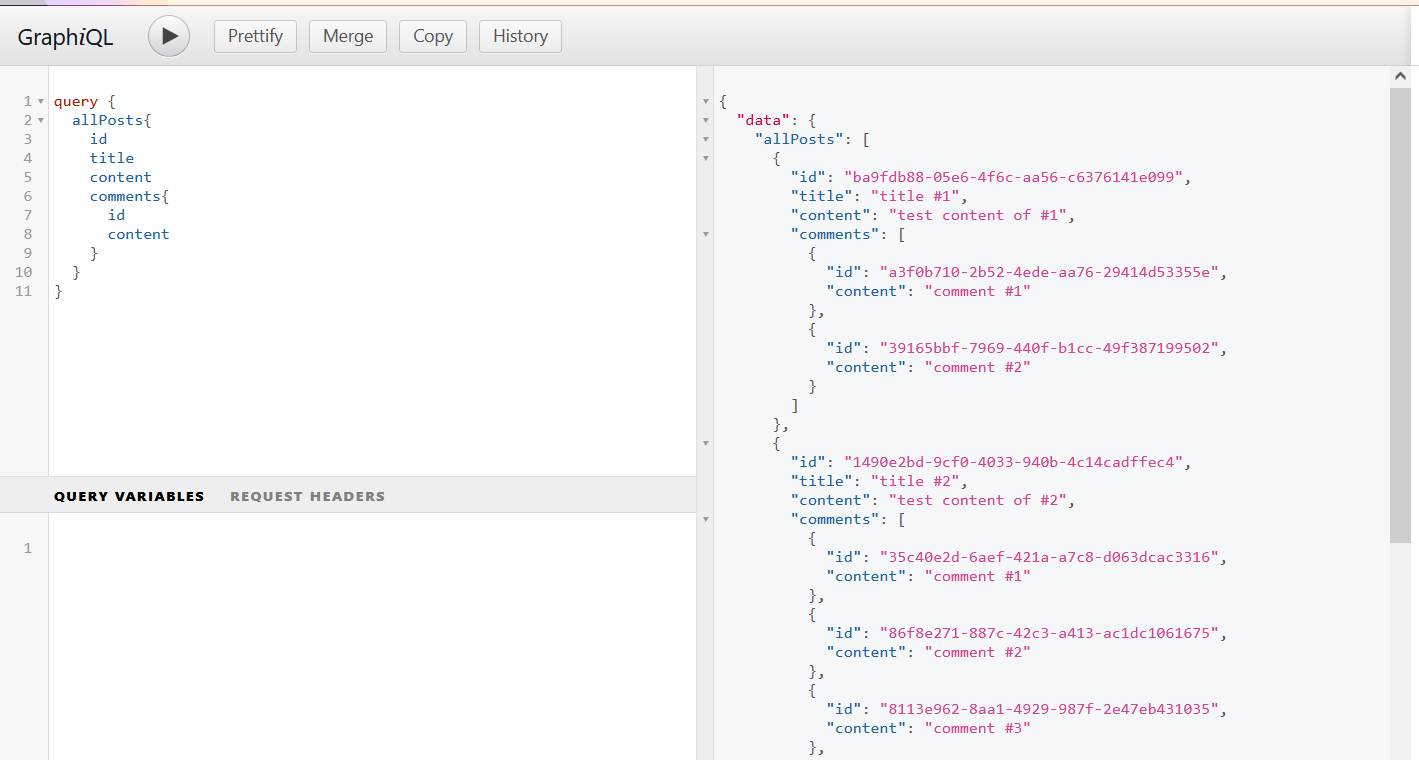 GraphiQL Prettify Merge Copy History
1 query {
2 allPosts{
3 id
4 title
5 content
6 comments{
7 id
8 content
9 }
10 }
11 }
QUERY VARIABLES REQUEST HEADERS
1
{
"data": {
"allPosts": [
{
"id": "ba9fdb88-05e6-4f6c-aa56-c6376141e099",
"title": "title #1",
"content": "test content of #1",
"comments": [
{
"id": "a3f0b710-2b52-4ede-aa76-29414d53355e",
"content": "comment #1"
},
{
"id": "39165bbf-7969-440f-b1cc-49f387199502",
"content": "comment #2"
}
]
},
{
"id": "1490e2bd-9cf0-4033-940b-4c14cadffec4",
"title": "title #2",
"content": "test content of #2",
"comments": [
{
"id": "35c40e2d-6aef-421a-a7c8-d063dcac3316",
"content": "comment #1"
},
{
"id": "86f8e271-887c-42c3-a413-ac1dc1061675",
"content": "comment #2"
},
{
"id": "8113e962-8aa1-4929-987f-2e47eb431035",
"content": "comment #3"
},